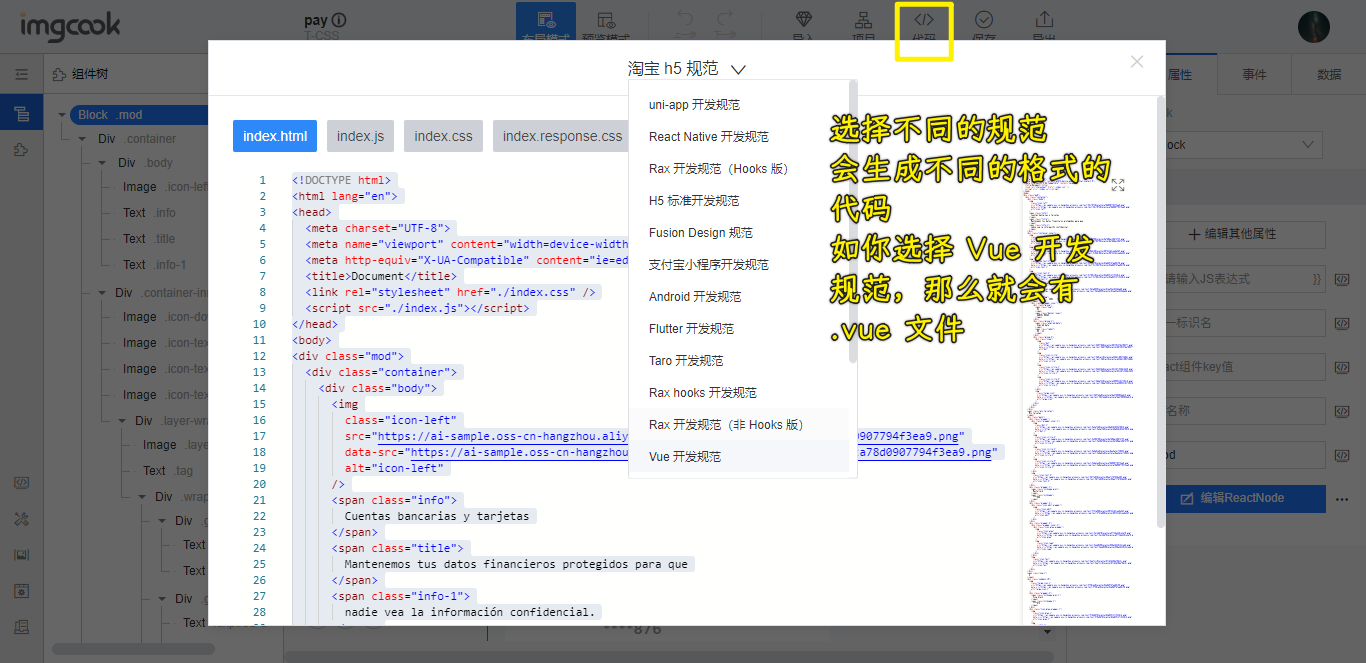 imgcook
pay
T-CSS
布局模式
预览模式
导入
项目
代码
保存
导出
组件树
属性
事件
数据
淘宝 h5 规范
uni-app 开发规范
React Native 开发规范
Rax 开发规范（Hooks 版）
H5 标准开发规范
Fusion Design 规范
支付宝小程序开发规范
Android 开发规范
Flutter 开发规范
Taro 开发规范
Rax hooks 开发规范
Rax 开发规范（非 Hooks 版）
Vue 开发规范
选择不同的规范
会生成不同的格式的
代码
如你选择 Vue 开发
规范，那么就会有
.vue 文件
index.html
index.js
index.css
index.response.css
Block .mod
Div .container
Div .body
Image .icon-left
Text .info
Text .title
Text .info-1
Div .container-inn
Image .icon-do
Image .icon-tex
Image .icon-tex
Image .icon-tex
Div .layer-wra
Image .laye
Text .tag
Div .wrap
Div .g
Text
Text
Div .g
Text
1 <!DOCTYPE html>
2 <html lang="en">
3 <head>
4 <meta charset="UTF-8">
5 <meta name="viewport" content="width=device-width
6 <meta http-equiv="X-UA-Compatible" content="ie=ed
7 <title>Document</title>
8 <link rel="stylesheet" href="./index.css" />
9 <script src="./index.js"></script>
10 </head>
11 <body>
12 <div class="mod">
13 <div class="container">
14 <div class="body">
15 <img
16 class="icon-left"
17 src="https://ai-sample.oss-cn-hangzhou.aliy 0907794f3ea9.png"
18 data-src="https://ai-sample.oss-cn-hangzhou a78d0907794f3ea9.png"
19 alt="icon-left"
20 />
21 <span class="info">
22 Cuentas bancarias y tarjetas
23 </span>
24 <span class="title">
25 Mantenemos tus datos financieros protegidos para que
26 </span>
27 <span class="info-1">
28 nadie vea la información confidencial.
ock
编辑其他属性
请输入JS表达式 }}
一标识名
act组件key值
名称
od
编辑ReactNode
****876